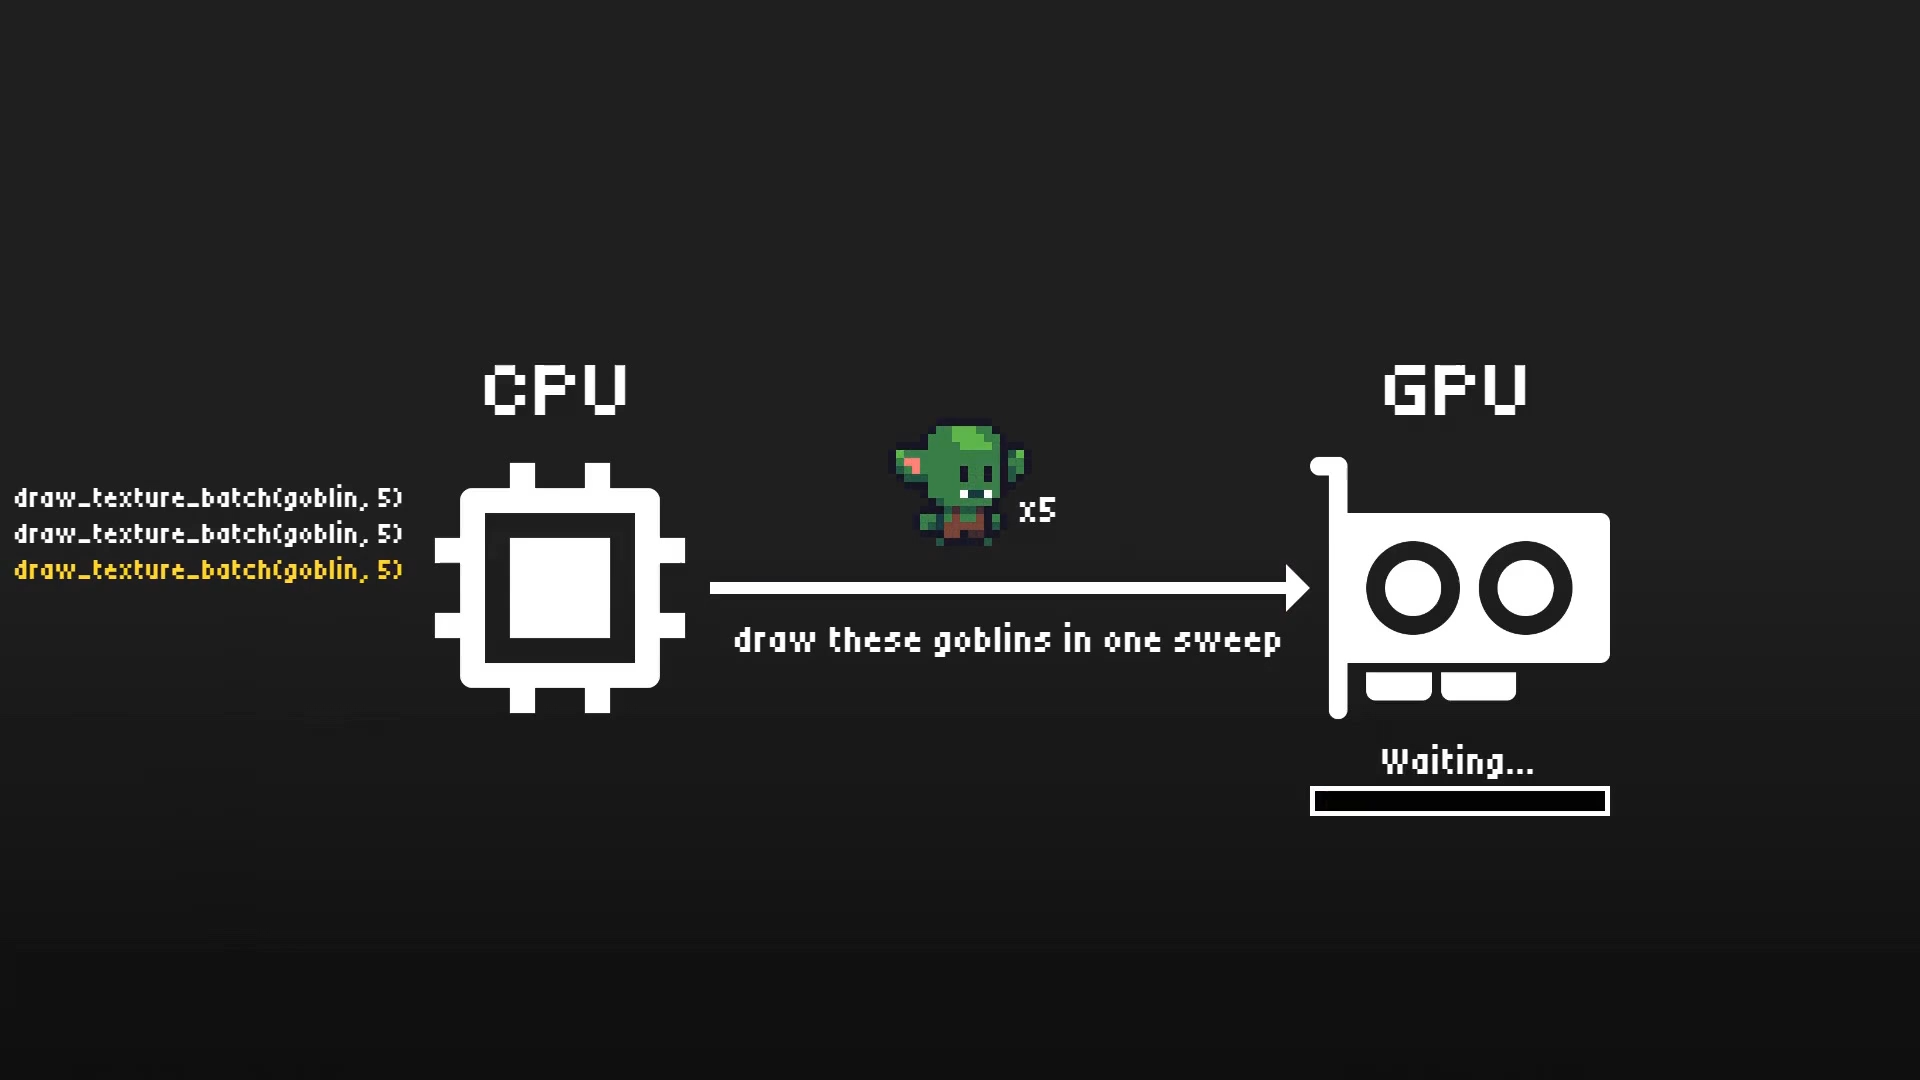 CPU
GPU
draw_texture_batch(goblin, 5)
draw_texture_batch(goblin, 5)
draw_texture_batch(goblin, 5)
x5
draw these goblins in one sweep
Waiting...